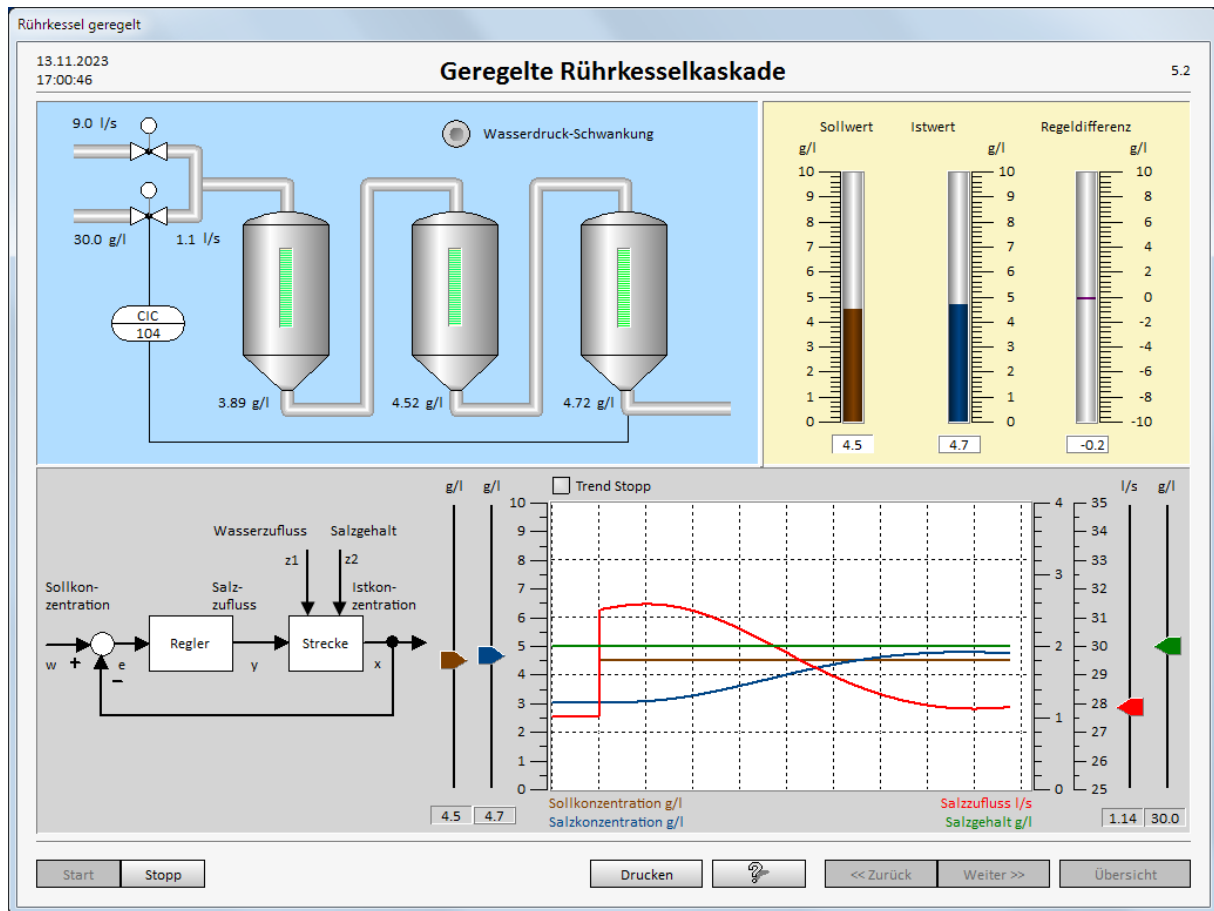 Rührkessel geregelt
13.11.2023
17:00:46
Geregelte Rührkesselkaskade
5.2
9.0 l/s
Wasserdruck-Schwankung
30.0 g/l 1.1 l/s
CIC
104
3.89 g/l 4.52 g/l 4.72 g/l
Sollwert Istwert Regeldifferenz
g/l g/l g/l
10 10 10
9 9 8
8 8 6
7 7 4
6 6 2
5 5 0
4 4 -2
3 3 -4
2 2 -6
1 1 -8
0 0 -10
4.5 4.7 -0.2
Wasserzufluss Salzgehalt
z1 z2
Sollkon-
zentration
Salz-
zufluss
Istkon-
zentration
Regler Strecke
w + e y x
−
g/l g/l
Trend Stopp
l/s g/l
10 4 35
9 34
8 33
7 3 32
6 31
5 2 30
4 29
3 28
2 1 27
1 26
0 0 25
4.5 4.7
Sollkonzentration g/l
Salzkonzentration g/l
Salzzufluss l/s
Salzgehalt g/l
1.14 30.0
Start Stopp Drucken ? << Zurück Weiter >> Übersicht